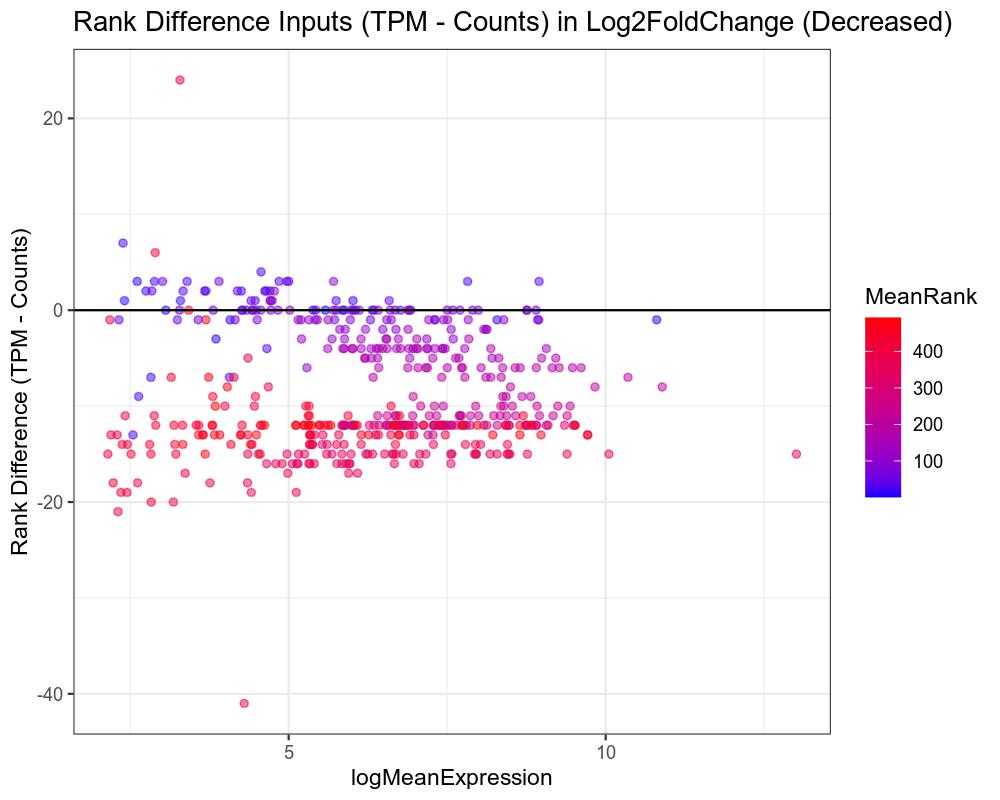 Rank Difference Inputs (TPM - Counts) in Log2FoldChange (Decreased)
20
0
-20
-40
Rank Difference (TPM - Counts)
5
10
logMeanExpression
MeanRank
400
300
200
100